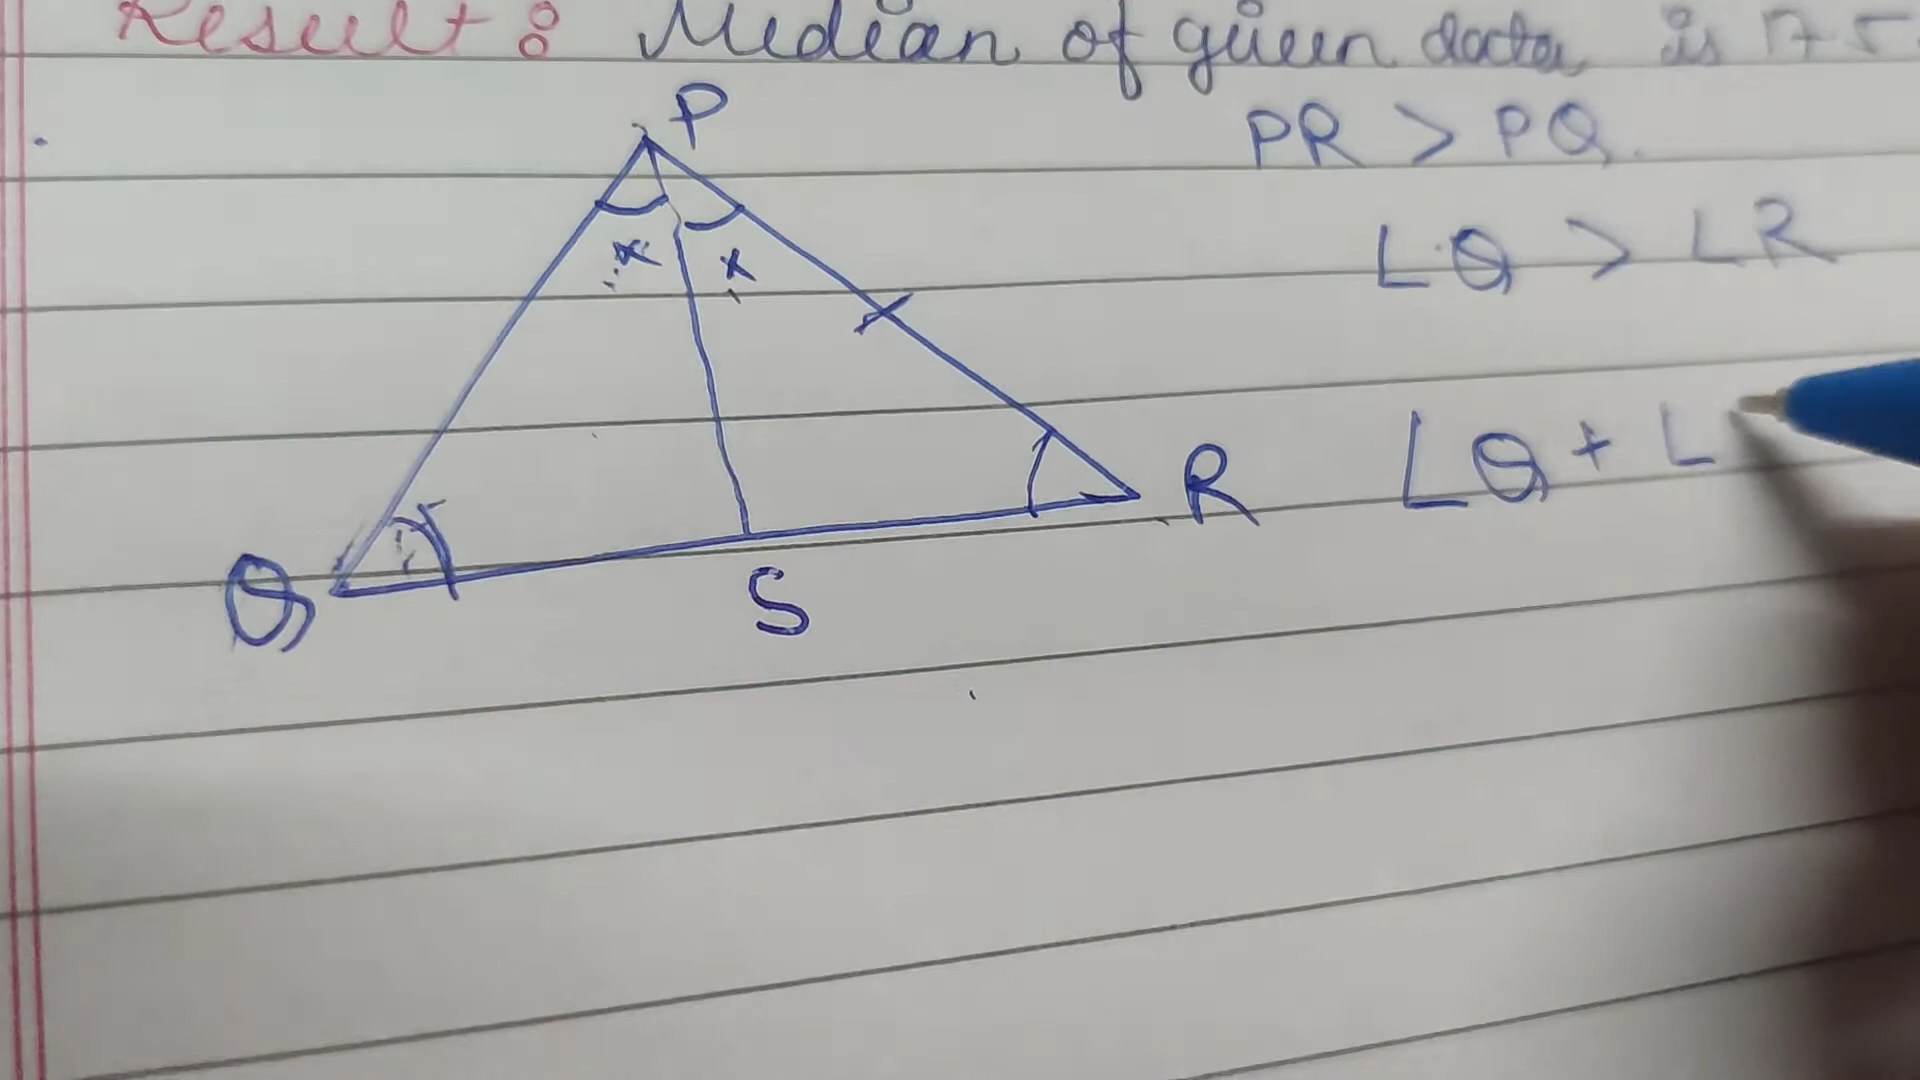 Result : Median of given data is 17.5
P
PR > PQ.
x x
∠Q > ∠R
∠Q + ∠
R
Q
S